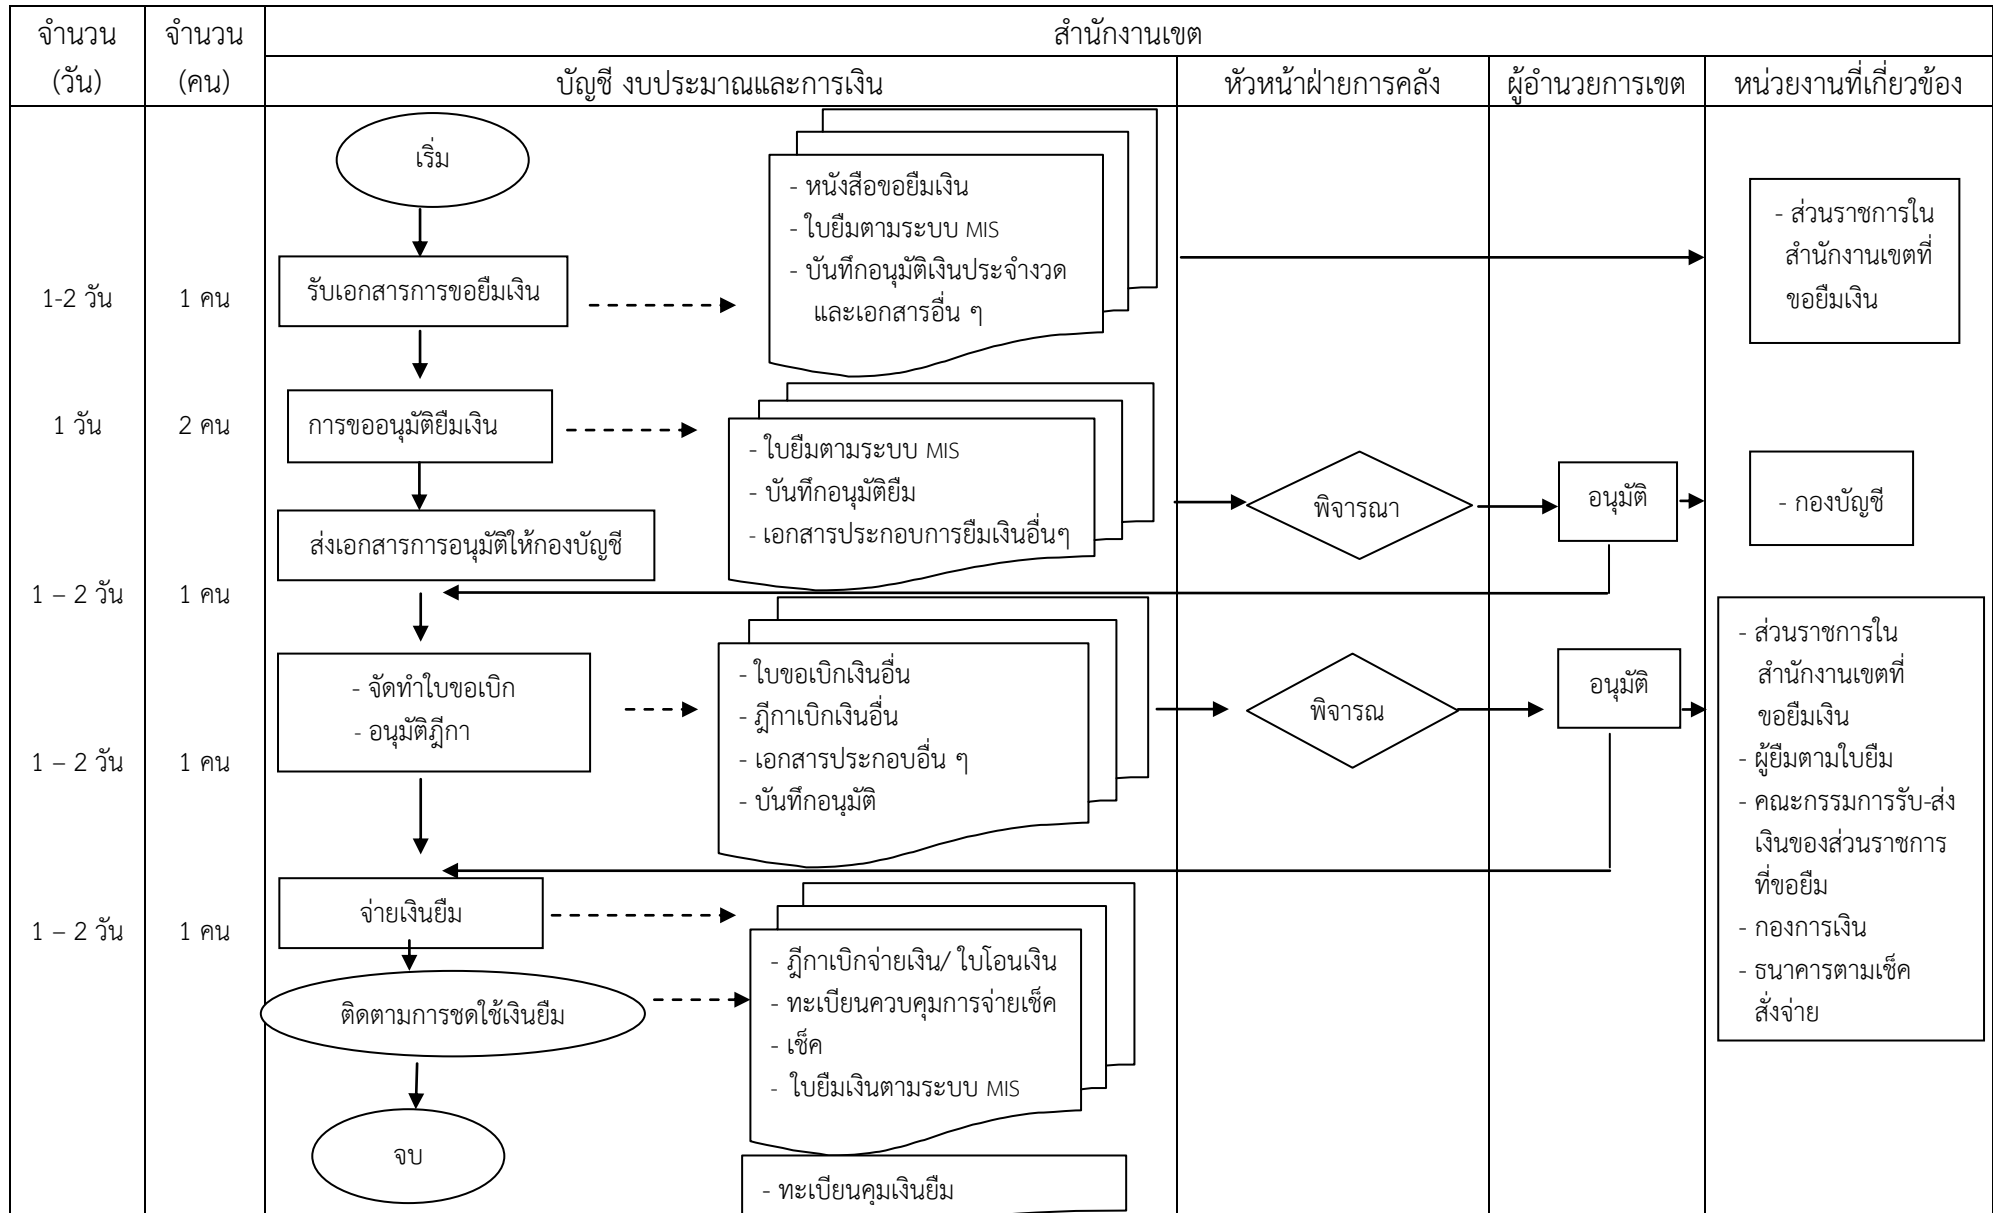 จำนวน
(วัน)
จำนวน
(คน)
สำนักงานเขต
บัญชี งบประมาณและการเงิน
หัวหน้าฝ่ายการคลัง
ผู้อำนวยการเขต
หน่วยงานที่เกี่ยวข้อง
เริ่ม
- หนังสือขอยืมเงิน
- ใบยืมตามระบบ MIS
- บันทึกอนุมัติเงินประจำงวด
และเอกสารอื่น ๆ
- ส่วนราชการใน
สำนักงานเขตที่
ขอยืมเงิน
1-2 วัน
1 คน
รับเอกสารการขอยืมเงิน
1 วัน
2 คน
การขออนุมัติยืมเงิน
- ใบยืมตามระบบ MIS
- บันทึกอนุมัติยืม
- เอกสารประกอบการยืมเงินอื่นๆ
พิจารณา
อนุมัติ
- กองบัญชี
ส่งเอกสารการอนุมัติให้กองบัญชี
1 – 2 วัน
1 คน
- จัดทำใบขอเบิก
- อนุมัติฎีกา
- ใบขอเบิกเงินอื่น
- ฎีกาเบิกเงินอื่น
- เอกสารประกอบอื่น ๆ
- บันทึกอนุมัติ
พิจารณ
อนุมัติ
- ส่วนราชการใน
สำนักงานเขตที่
ขอยืมเงิน
- ผู้ยืมตามใบยืม
- คณะกรรมการรับ-ส่ง
เงินของส่วนราชการ
ที่ขอยืม
- กองการเงิน
- ธนาคารตามเช็ค
สั่งจ่าย
1 – 2 วัน
1 คน
1 – 2 วัน
1 คน
จ่ายเงินยืม
- ฎีกาเบิกจ่ายเงิน/ ใบโอนเงิน
- ทะเบียนควบคุมการจ่ายเช็ค
- เช็ค
- ใบยืมเงินตามระบบ MIS
ติดตามการชดใช้เงินยืม
จบ
- ทะเบียนคุมเงินยืม